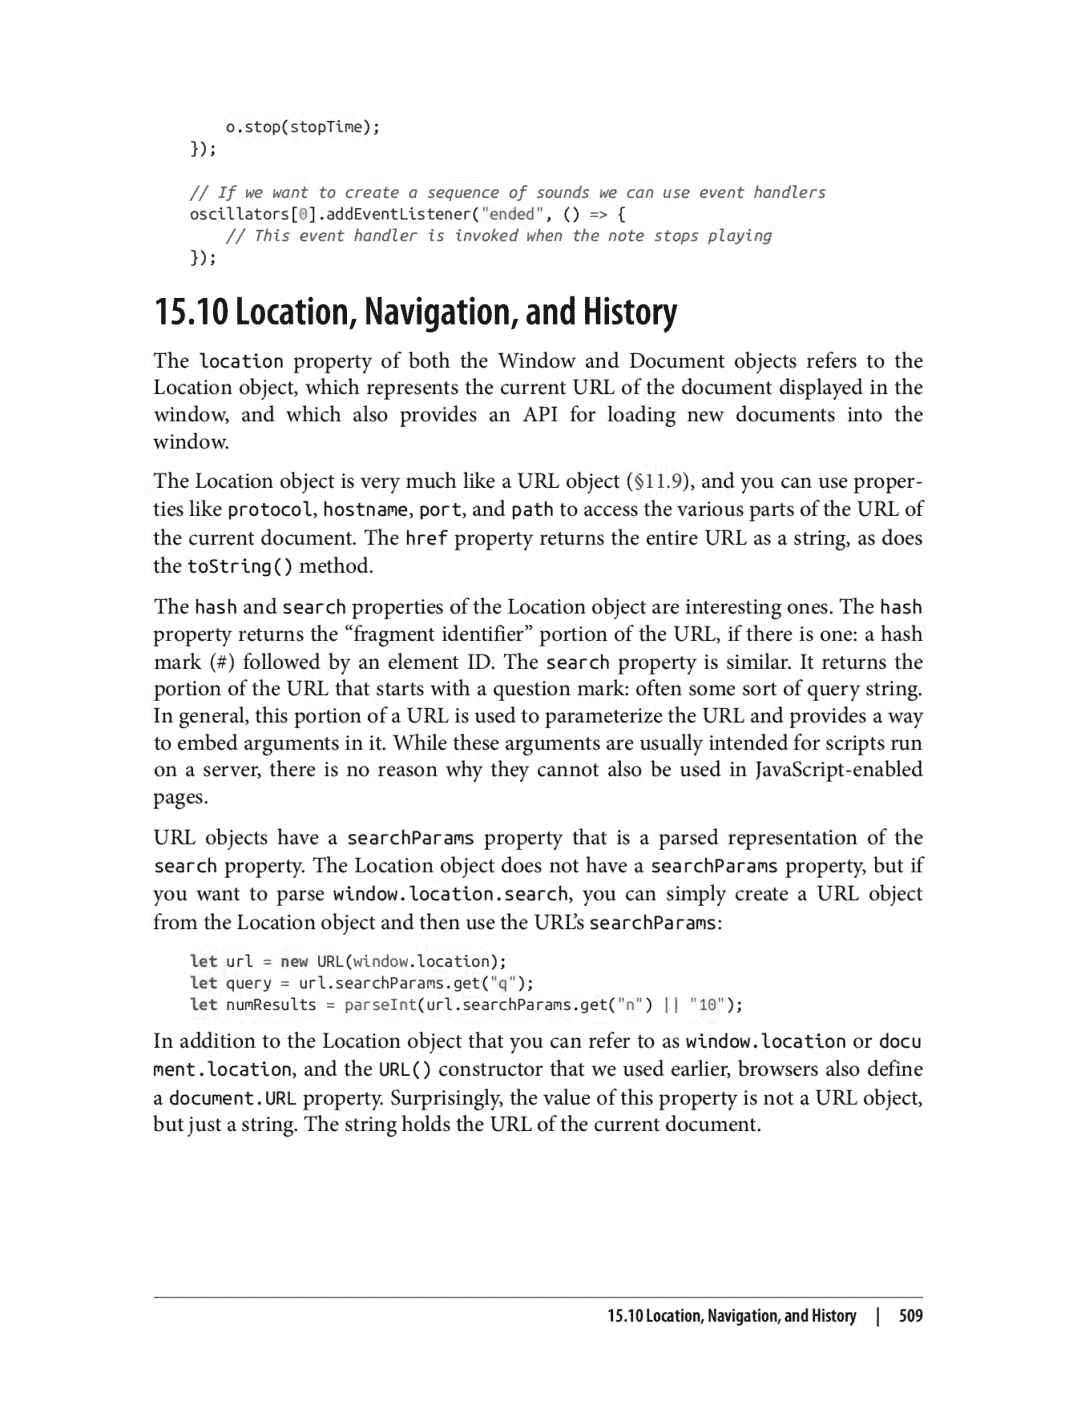 o.stop(stopTime);
});
// If we want to create a sequence of sounds we can use event handlers
oscillators[0].addEventListener("ended", () => {
// This event handler is invoked when the note stops playing
});
15.10 Location, Navigation, and History
The location property of both the Window and Document objects refers to the
Location object, which represents the current URL of the document displayed in the
window, and which also provides an API for loading new documents into the
window.
The Location object is very much like a URL object (§11.9), and you can use proper-
ties like protocol, hostname, port, and path to access the various parts of the URL of
the current document. The href property returns the entire URL as a string, as does
the toString() method.
The hash and search properties of the Location object are interesting ones. The hash
property returns the “fragment identifier” portion of the URL, if there is one: a hash
mark (#) followed by an element ID. The search property is similar. It returns the
portion of the URL that starts with a question mark: often some sort of query string.
In general, this portion of a URL is used to parameterize the URL and provides a way
to embed arguments in it. While these arguments are usually intended for scripts run
on a server, there is no reason why they cannot also be used in JavaScript-enabled
pages.
URL objects have a searchParams property that is a parsed representation of the
search property. The Location object does not have a searchParams property, but if
you want to parse window.location.search, you can simply create a URL object
from the Location object and then use the URL’s searchParams:
let url = new URL(window.location);
let query = url.searchParams.get("q");
let numResults = parseInt(url.searchParams.get("n") || "10");
In addition to the Location object that you can refer to as window.location or docu
ment.location, and the URL() constructor that we used earlier, browsers also define
a document.URL property. Surprisingly, the value of this property is not a URL object,
but just a string. The string holds the URL of the current document.
15.10 Location, Navigation, and History | 509